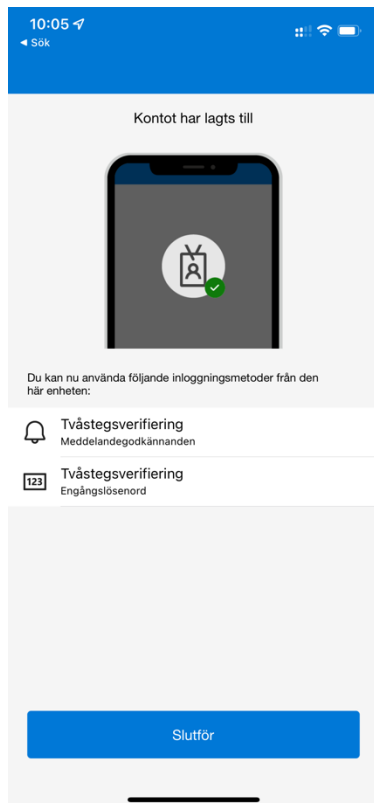 10:05
◀ Sök
Kontot har lagts till
Du kan nu använda följande inloggningsmetoder från den
här enheten:
Tvåstegsverifiering
Meddelandegodkännanden
123
Tvåstegsverifiering
Engångslösenord
Slutför